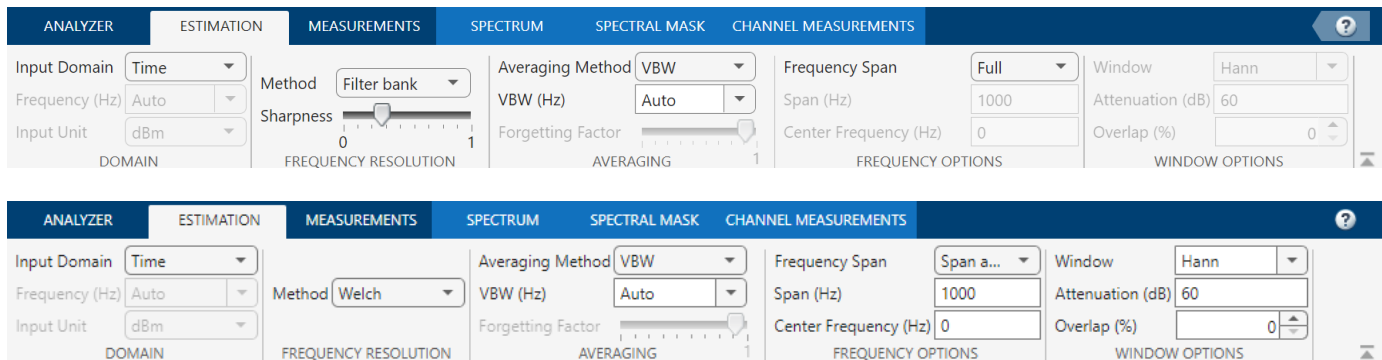 ANALYZER ESTIMATION MEASUREMENTS SPECTRUM SPECTRAL MASK CHANNEL MEASUREMENTS ?
Input Domain Time Averaging Method VBW Frequency Span Full Window Hann
Method Filter bank
Frequency (Hz) Auto VBW (Hz) Auto Span (Hz) 1000 Attenuation (dB) 60
Sharpness
Input Unit dBm Forgetting Factor Center Frequency (Hz) 0 Overlap (%) 0
0 1 1
DOMAIN FREQUENCY RESOLUTION AVERAGING FREQUENCY OPTIONS WINDOW OPTIONS
ANALYZER ESTIMATION MEASUREMENTS SPECTRUM SPECTRAL MASK CHANNEL MEASUREMENTS ?
Input Domain Time Averaging Method VBW Frequency Span Span a... Window Hann
Frequency (Hz) Auto Method Welch VBW (Hz) Auto Span (Hz) 1000 Attenuation (dB) 60
Input Unit dBm Forgetting Factor Center Frequency (Hz) 0 Overlap (%) 0
1
DOMAIN FREQUENCY RESOLUTION AVERAGING FREQUENCY OPTIONS WINDOW OPTIONS